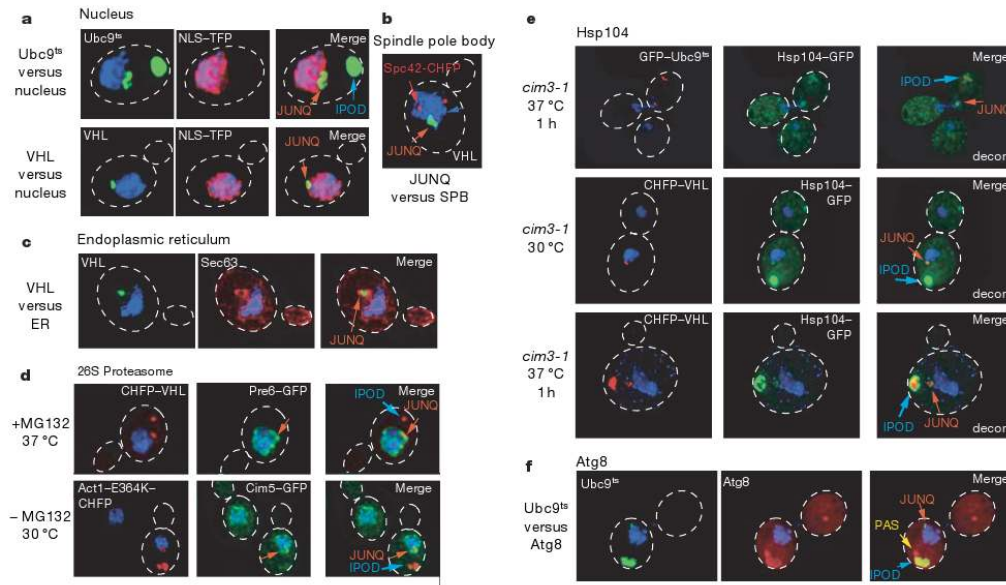 a
Nucleus
Ubc9ts
versus
nucleus
Ubc9ts
NLS–TFP
Merge
JUNQ
IPOD
VHL
versus
nucleus
VHL
NLS–TFP
Merge
JUNQ
b
Spindle pole body
Spc42-CHFP
JUNQ
VHL
JUNQ
versus SPB
c
Endoplasmic reticulum
VHL
versus
ER
VHL
Sec63
Merge
JUNQ
d
26S Proteasome
+MG132
37 °C
CHFP–VHL
Pre6–GFP
Merge
IPOD
JUNQ
– MG132
30 °C
Act1–E364K–
CHFP
Cim5–GFP
Merge
JUNQ
IPOD
e
Hsp104
cim3-1
37 °C
1 h
GFP–Ubc9ts
Hsp104–GFP
Merge
IPOD
JUNQ
decon
cim3-1
30 °C
CHFP–VHL
Hsp104–
GFP
Merge
JUNQ
IPOD
decon
cim3-1
37 °C
1 h
CHFP–VHL
Hsp104–
GFP
Merge
IPOD
JUNQ
decon
f
Atg8
Ubc9ts
versus
Atg8
Ubc9ts
Atg8
Merge
JUNQ
PAS
IPOD